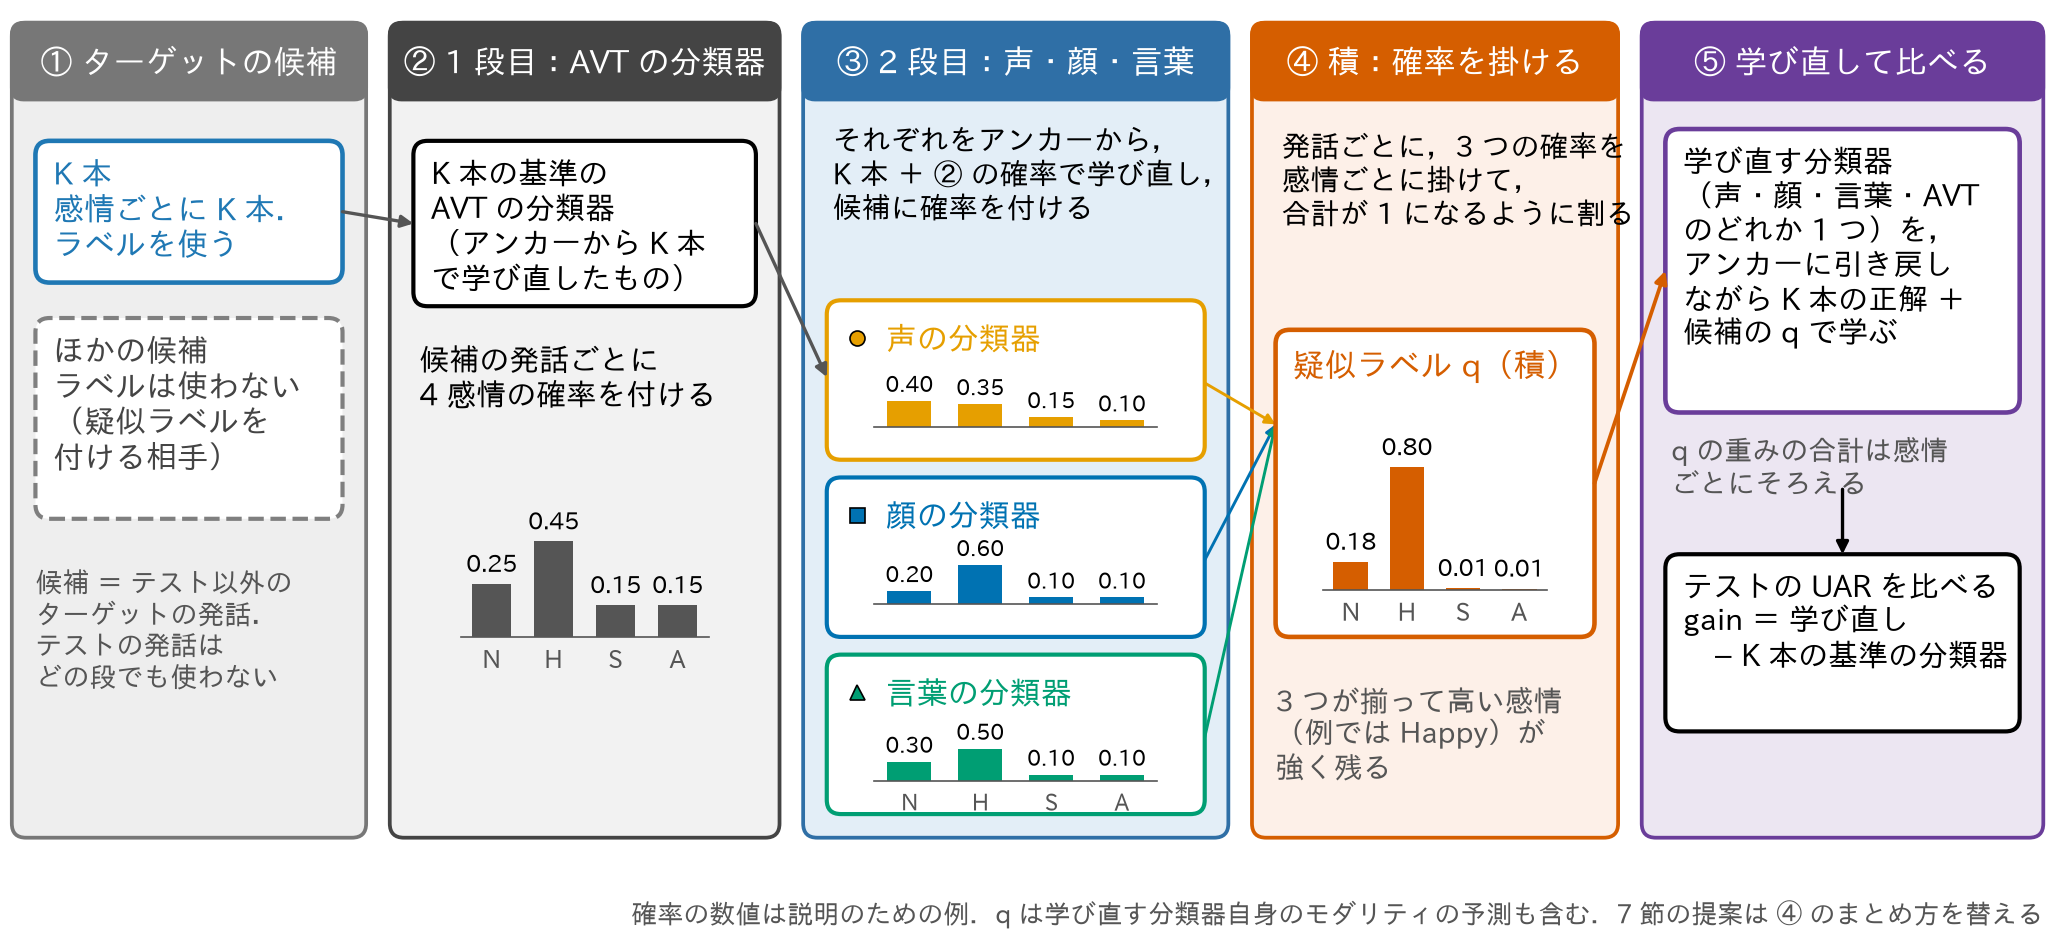 ① ターゲットの候補
K 本
感情ごとに K 本．
ラベルを使う
ほかの候補
ラベルは使わない
（疑似ラベルを
付ける相手）
候補 ＝ テスト以外の
ターゲットの発話．
テストの発話は
どの段でも使わない
② 1 段目：AVT の分類器
K 本の基準の
AVT の分類器
（アンカーから K 本
で学び直したもの）
候補の発話ごとに
4 感情の確率を付ける
0.25 0.45 0.15 0.15
N H S A
③ 2 段目：声・顔・言葉
それぞれをアンカーから，
K 本 ＋ ② の確率で学び直し，
候補に確率を付ける
声の分類器
0.40 0.35 0.15 0.10
顔の分類器
0.20 0.60 0.10 0.10
言葉の分類器
0.30 0.50 0.10 0.10
N H S A
④ 積：確率を掛ける
発話ごとに，3 つの確率を
感情ごとに掛けて，
合計が 1 になるように割る
疑似ラベル q（積）
0.18 0.80 0.01 0.01
N H S A
3 つが揃って高い感情
（例では Happy）が
強く残る
⑤ 学び直して比べる
学び直す分類器
（声・顔・言葉・AVT
のどれか 1 つ）を，
アンカーに引き戻し
ながら K 本の正解 ＋
候補の q で学ぶ
q の重みの合計は感情
ごとにそろえる
テストの UAR を比べる
gain ＝ 学び直し
− K 本の基準の分類器
確率の数値は説明のための例．q は学び直す分類器自身のモダリティの予測も含む．7 節の提案は ④ のまとめ方を替える